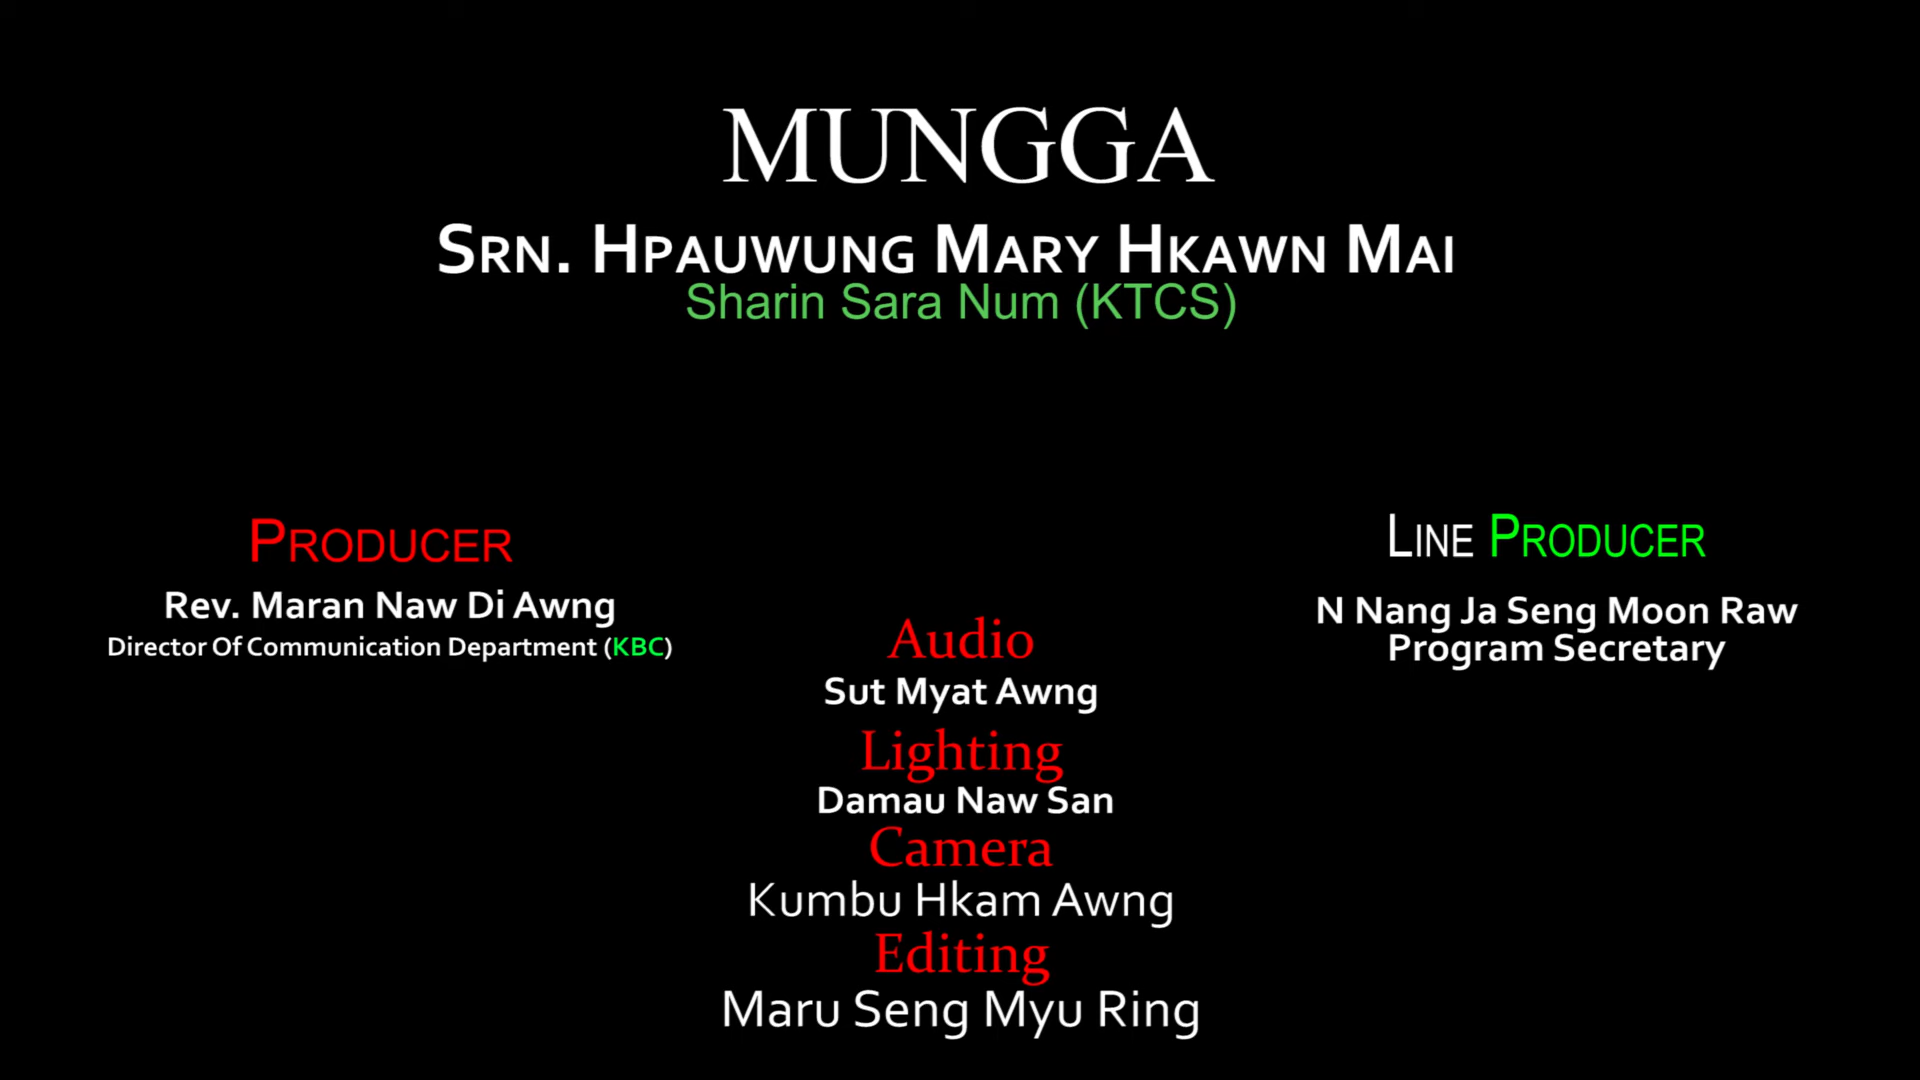 MUNGGA
SRN. HPAUWUNG MARY HKAWN MAI
Sharin Sara Num (KTCS)
PRODUCER
Rev. Maran Naw Di Awng
Director Of Communication Department (KBC)
LINE PRODUCER
N Nang Ja Seng Moon Raw
Program Secretary
Audio
Sut Myat Awng
Lighting
Damau Naw San
Camera
Kumbu Hkam Awng
Editing
Maru Seng Myu Ring